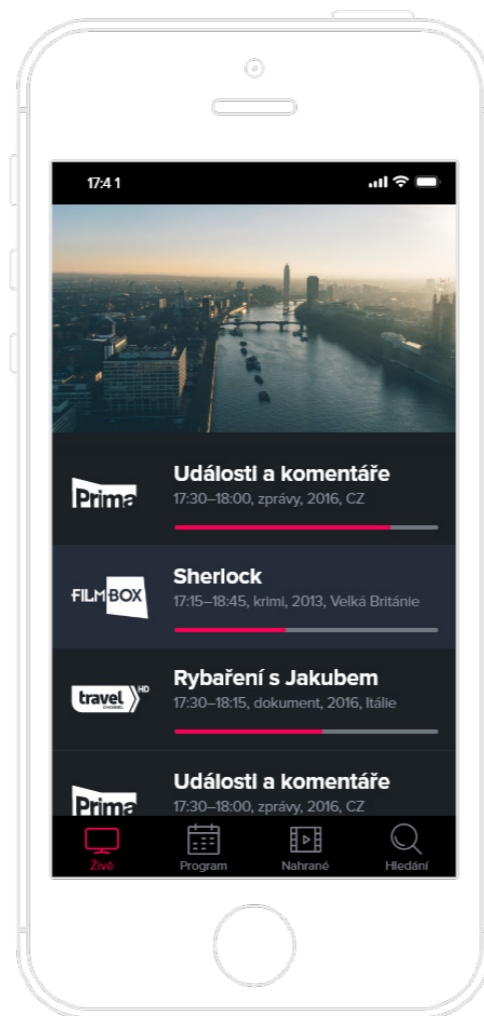 17:41
Prima
Události a komentáře
17:30–18:00, zprávy, 2016, CZ
FILMBOX
Sherlock
17:15–18:45, krimi, 2013, Velká Británie
travel HD
CHANNEL
Rybaření s Jakubem
17:30–18:15, dokument, 2016, Itálie
Prima
Události a komentáře
17:30–18:00, zprávy, 2016, CZ
Živě
Program
Nahrané
Hledání